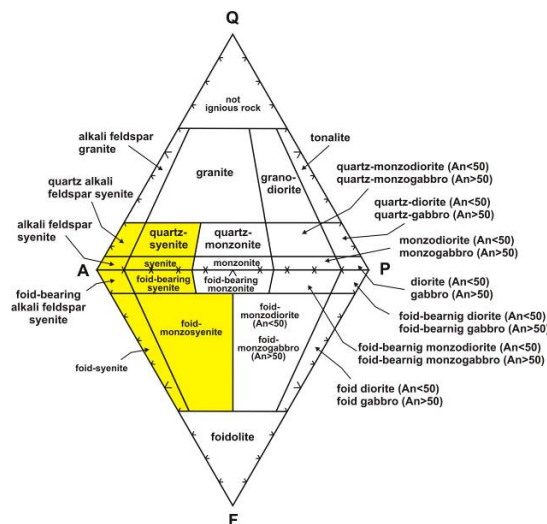 Q
not
ignious rock
alkali feldspar
granite
tonalite
granite
grano-
diorite
quartz-monzodiorite (An<50)
quartz-monzogabbro (An>50)
quartz alkali
feldspar syenite
quartz-diorite (An<50)
quartz-gabbro (An>50)
alkali feldspar
syenite
quartz-
syenite
quartz-
monzonite
monzodiorite (An<50)
monzogabbro (An>50)
syenite
monzonite
A
P
foid-bearing
syenite
foid-bearing
monzonite
diorite (An<50)
gabbro (An>50)
foid-bearing
alkali feldspar
syenite
foid-bearnig diorite (An<50)
foid-bearnig gabbro (An>50)
foid-
monzosyenite
foid-
monzodiorite
(An<50)
foid-
monzogabbro
(An>50)
foid-bearnig monzodiorite (An<50)
foid-bearnig monzogabbro (An>50)
foid-syenite
foid diorite (An<50)
foid gabbro (An>50)
foidolite
F